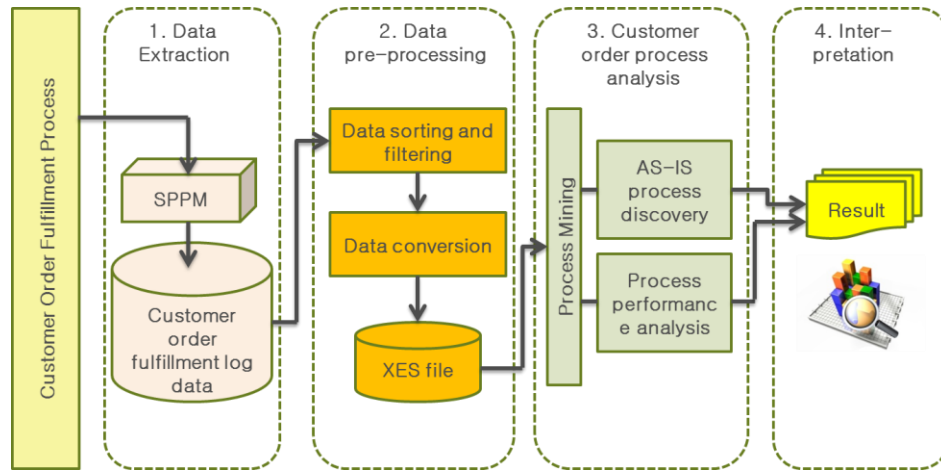 Customer Order Fulfillment Process
1. Data
Extraction
SPPM
Customer
order
fulfillment log
data
2. Data
pre-processing
Data sorting and
filtering
Data conversion
XES file
3. Customer
order process
analysis
Process Mining
AS-IS
process
discovery
Process
performanc
e analysis
4. Inter-
pretation
Result